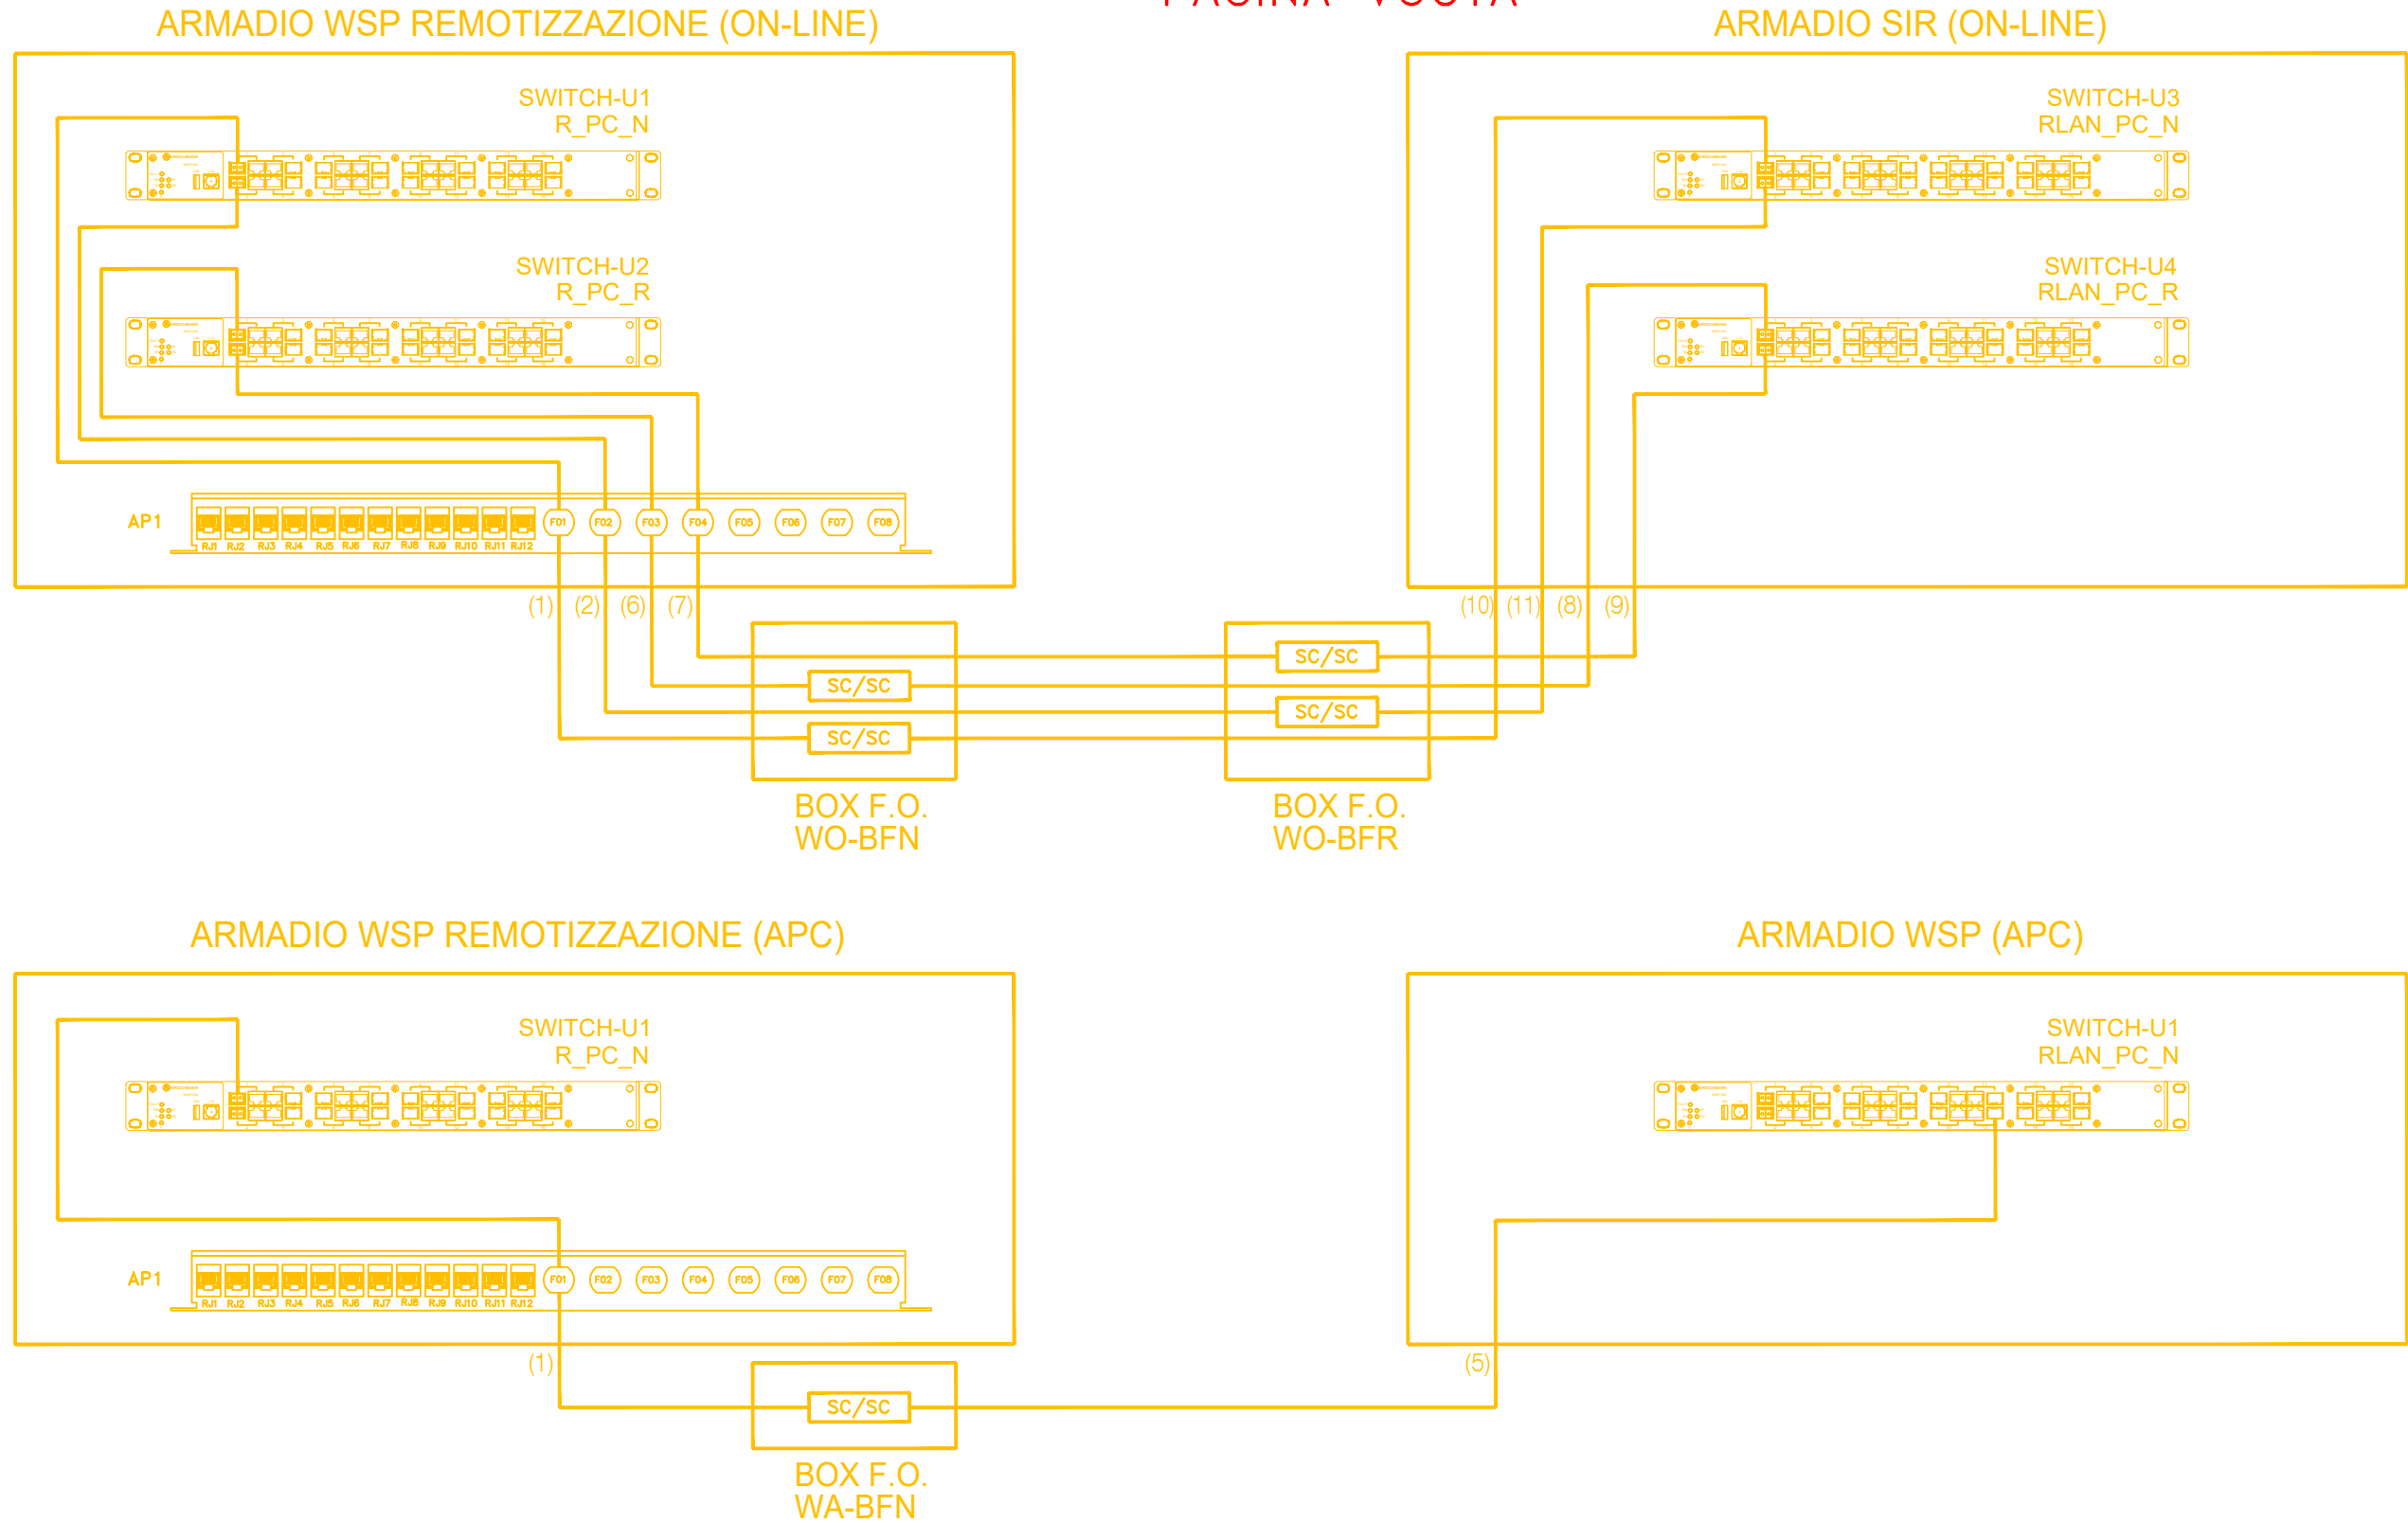 PAGINA VUOTA
ARMADIO WSP REMOTIZZAZIONE (ON-LINE)
ARMADIO SIR (ON-LINE)
SWITCH-U1
R_PC_N
SWITCH-U3
RLAN_PC_N
SWITCH-U2
R_PC_R
SWITCH-U4
RLAN_PC_R
AP1
F01 F02 F03 F04 F05 F06 F07 F08
RJ1 RJ2 RJ3 RJ4 RJ5 RJ6 RJ7 RJ8 RJ9 RJ10 RJ11 RJ12
(1) (2) (6) (7)
(10) (11) (8) (9)
SC/SC
SC/SC
SC/SC
SC/SC
BOX F.O.
WO-BFN
BOX F.O.
WO-BFR
ARMADIO WSP REMOTIZZAZIONE (APC)
ARMADIO WSP (APC)
SWITCH-U1
R_PC_N
SWITCH-U1
RLAN_PC_N
AP1
F01 F02 F03 F04 F05 F06 F07 F08
RJ1 RJ2 RJ3 RJ4 RJ5 RJ6 RJ7 RJ8 RJ9 RJ10 RJ11 RJ12
(1)
(5)
SC/SC
BOX F.O.
WA-BFN